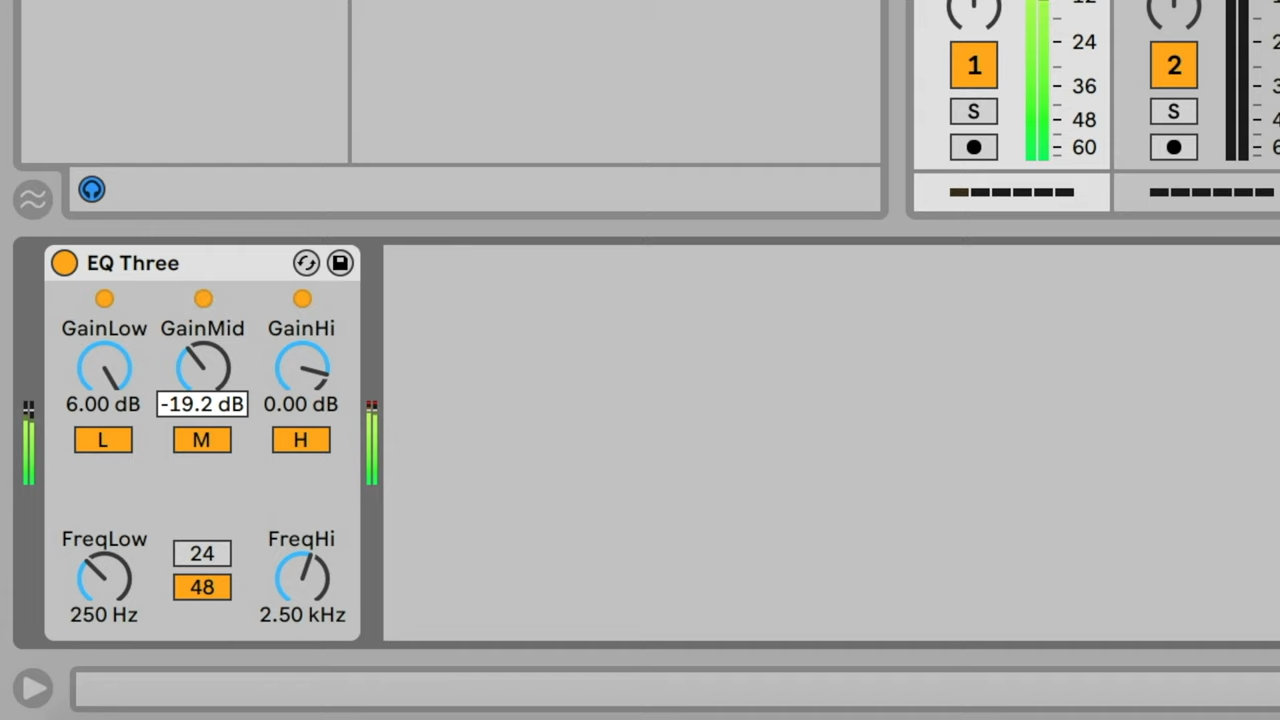 12
24
36
48
60
1
S
2
S
EQ Three
GainLow GainMid GainHi
6.00 dB -19.2 dB 0.00 dB
L M H
FreqLow FreqHi
24
48
250 Hz 2.50 kHz